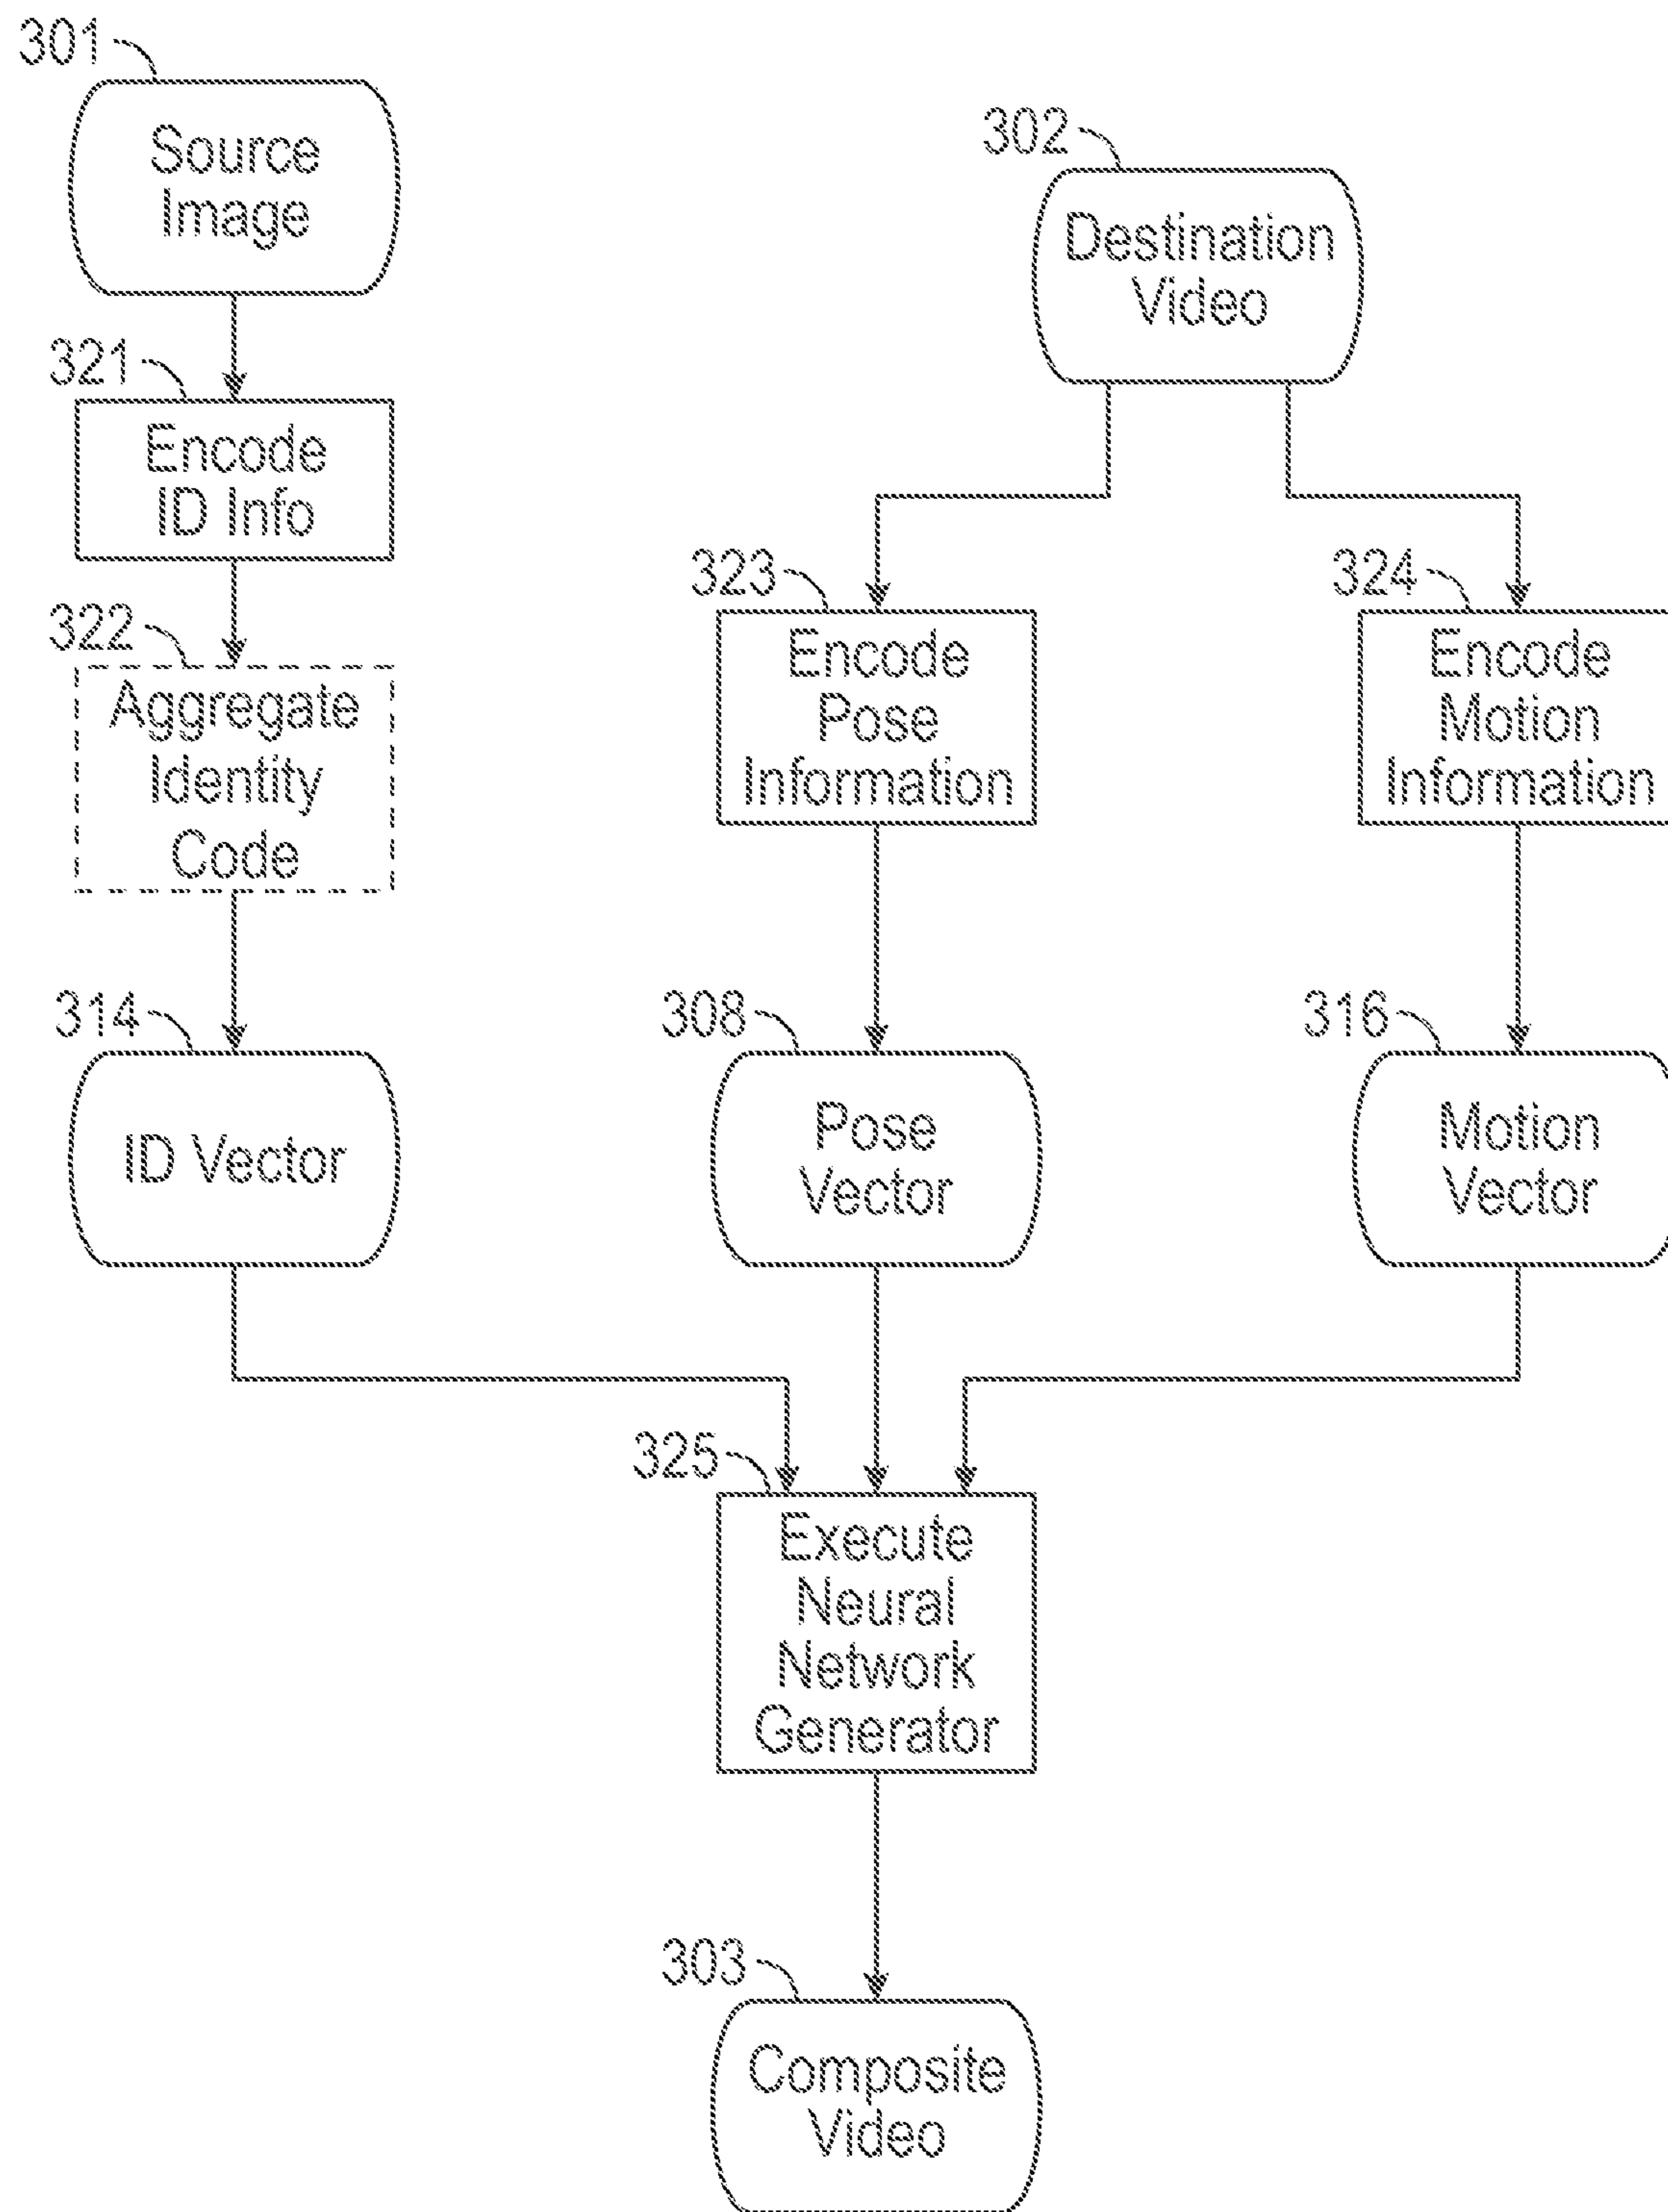 301
Source
Image
302
Destination
Video
321
Encode
ID Info
322
Aggregate
Identity
Code
323
Encode
Pose
Information
324
Encode
Motion
Information
314
ID Vector
308
Pose
Vector
316
Motion
Vector
325
Execute
Neural
Network
Generator
303
Composite
Video